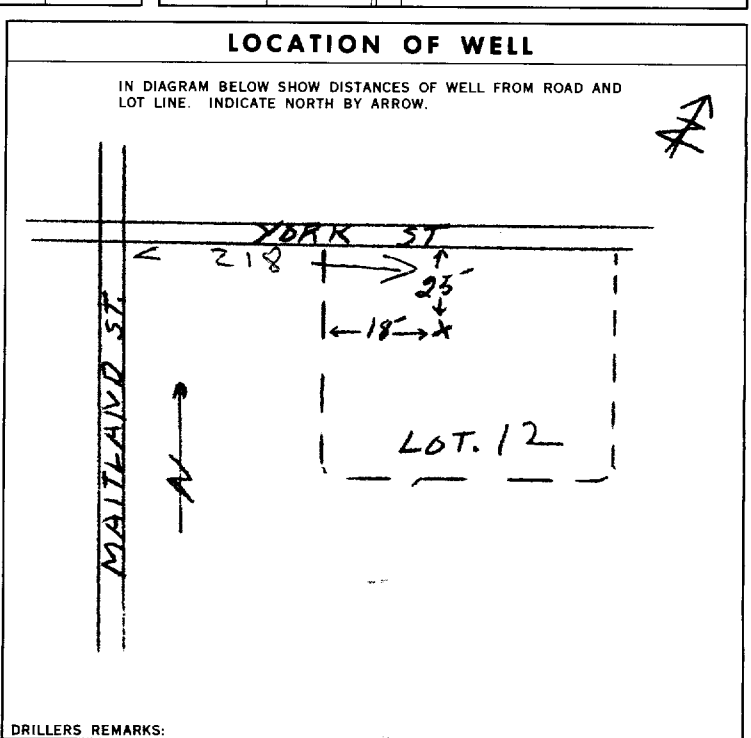 LOCATION OF WELL
IN DIAGRAM BELOW SHOW DISTANCES OF WELL FROM ROAD AND
LOT LINE. INDICATE NORTH BY ARROW.
N
YORK ST
218
25'
18'
X
MAITLAND ST.
LOT. 12
N
DRILLERS REMARKS: